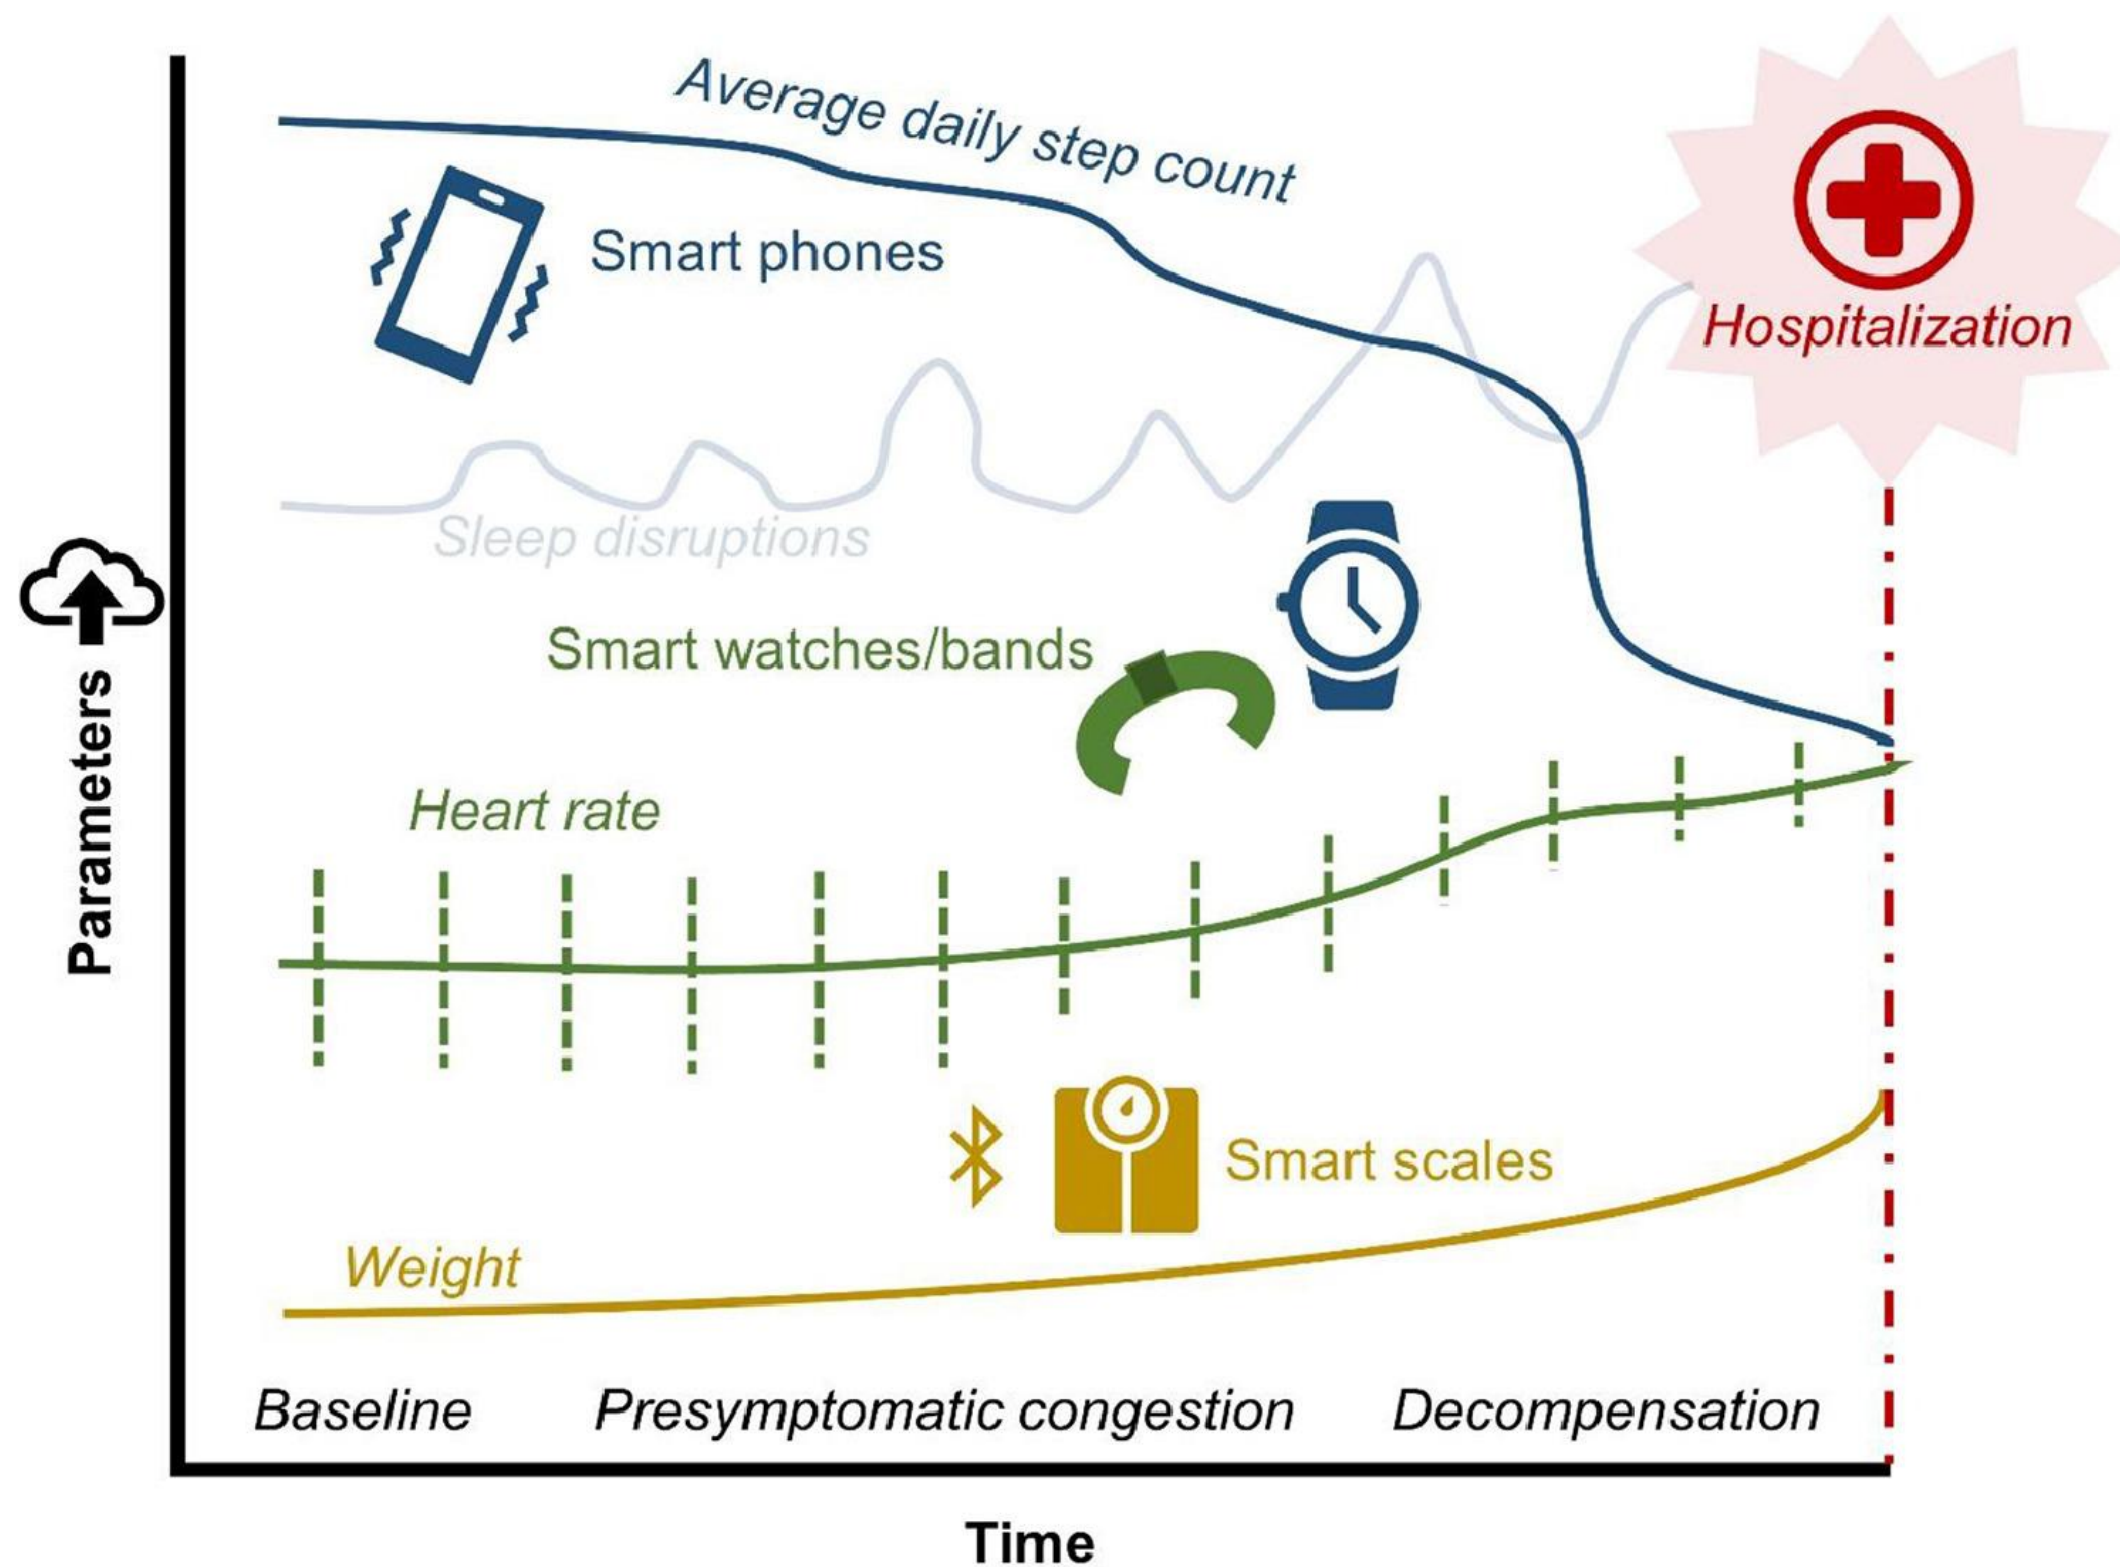 Average daily step count
Smart phones
Hospitalization
Sleep disruptions
Smart watches/bands
Heart rate
Parameters
Smart scales
Weight
Baseline
Presymptomatic congestion
Decompensation
Time